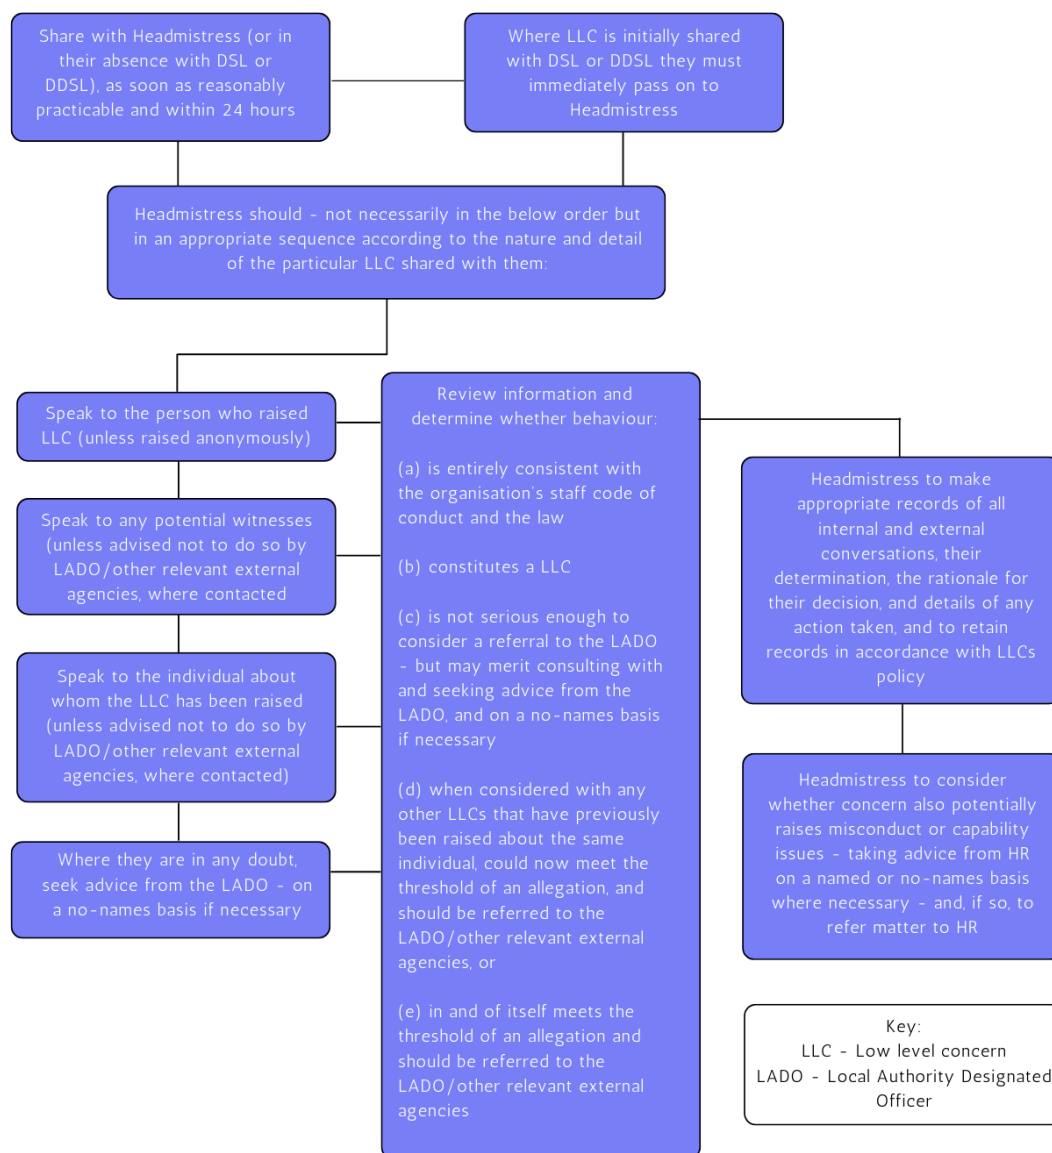 Share with Headmistress (or in
their absence with DSL or
DDSL), as soon as reasonably
practicable and within 24 hours
Where LLC is initially shared
with DSL or DDSL they must
immediately pass on to
Headmistress
Headmistress should - not necessarily in the below order but
in an appropriate sequence according to the nature and detail
of the particular LLC shared with them:
Speak to the person who raised
LLC (unless raised anonymously)
Speak to any potential witnesses
(unless advised not to do so by
LADO/other relevant external
agencies, where contacted
Speak to the individual about
whom the LLC has been raised
(unless advised not to do so by
LADO/other relevant external
agencies, where contacted)
Where they are in any doubt,
seek advice from the LADO - on
a no-names basis if necessary
Review information and
determine whether behaviour:
(a) is entirely consistent with
the organisation's staff code of
conduct and the law
(b) constitutes a LLC
(c) is not serious enough to
consider a referral to the LADO
- but may merit consulting with
and seeking advice from the
LADO, and on a no-names basis
if necessary
(d) when considered with any
other LLCs that have previously
been raised about the same
individual, could now meet the
threshold of an allegation, and
should be referred to the
LADO/other relevant external
agencies, or
(e) in and of itself meets the
threshold of an allegation and
should be referred to the
LADO/other relevant external
agencies
Headmistress to make
appropriate records of all
internal and external
conversations, their
determination, the rationale for
their decision, and details of any
action taken, and to retain
records in accordance with LLCs
policy
Headmistress to consider
whether concern also potentially
raises misconduct or capability
issues - taking advice from HR
on a named or no-names basis
where necessary - and, if so, to
refer matter to HR
Key:
LLC - Low level concern
LADO - Local Authority Designated
Officer